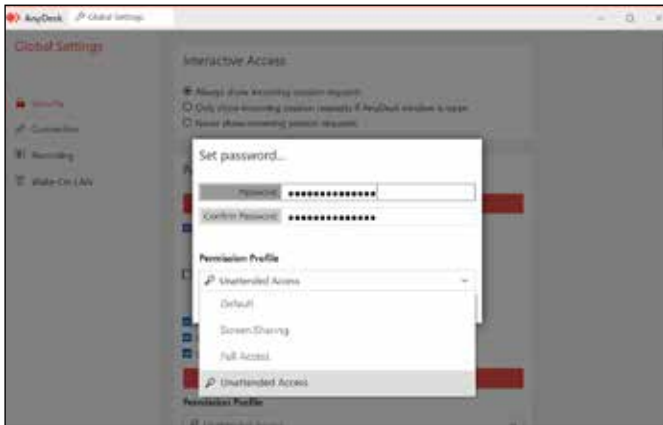 AnyDesk Global Settings
Global Settings
Security
Connection
Recording
Wake-On-LAN
Interactive Access
Always show incoming session requests
Only show incoming session requests if AnyDesk window is open
Never show incoming session requests
Set password...
Password
Confirm Password
Permission Profile
Unattended Access
Default
Screen Sharing
Full Access
Unattended Access
Permission Profile
Unattended Access